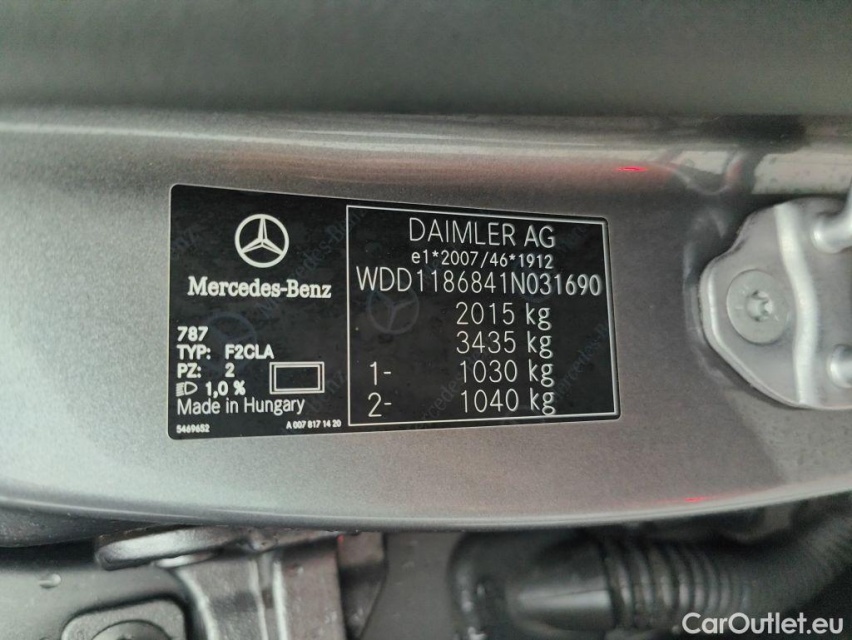 Mercedes-Benz
787
TYP: F2CLA
PZ: 2
1,0 %
Made in Hungary
5469652
A 007 817 14 20
DAIMLER AG
e1*2007/46*1912
WDD1186841N031690
2015 kg
3435 kg
1- 1030 kg
2- 1040 kg
CarOutlet.eu